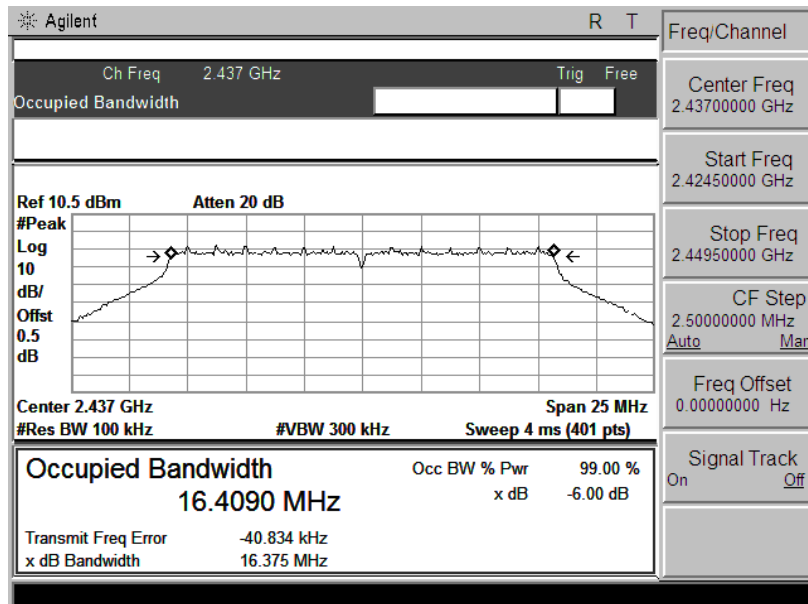 Agilent R T
Ch Freq 2.437 GHz Trig Free
Occupied Bandwidth
Ref 10.5 dBm Atten 20 dB
#Peak
Log
10
dB/
Offst
0.5
dB
Center 2.437 GHz Span 25 MHz
#Res BW 100 kHz #VBW 300 kHz Sweep 4 ms (401 pts)
Occupied Bandwidth Occ BW % Pwr 99.00 %
16.4090 MHz x dB -6.00 dB
Transmit Freq Error -40.834 kHz
x dB Bandwidth 16.375 MHz
Freq/Channel
Center Freq
2.43700000 GHz
Start Freq
2.42450000 GHz
Stop Freq
2.44950000 GHz
CF Step
2.50000000 MHz
Auto Man
Freq Offset
0.00000000 Hz
Signal Track
On Off